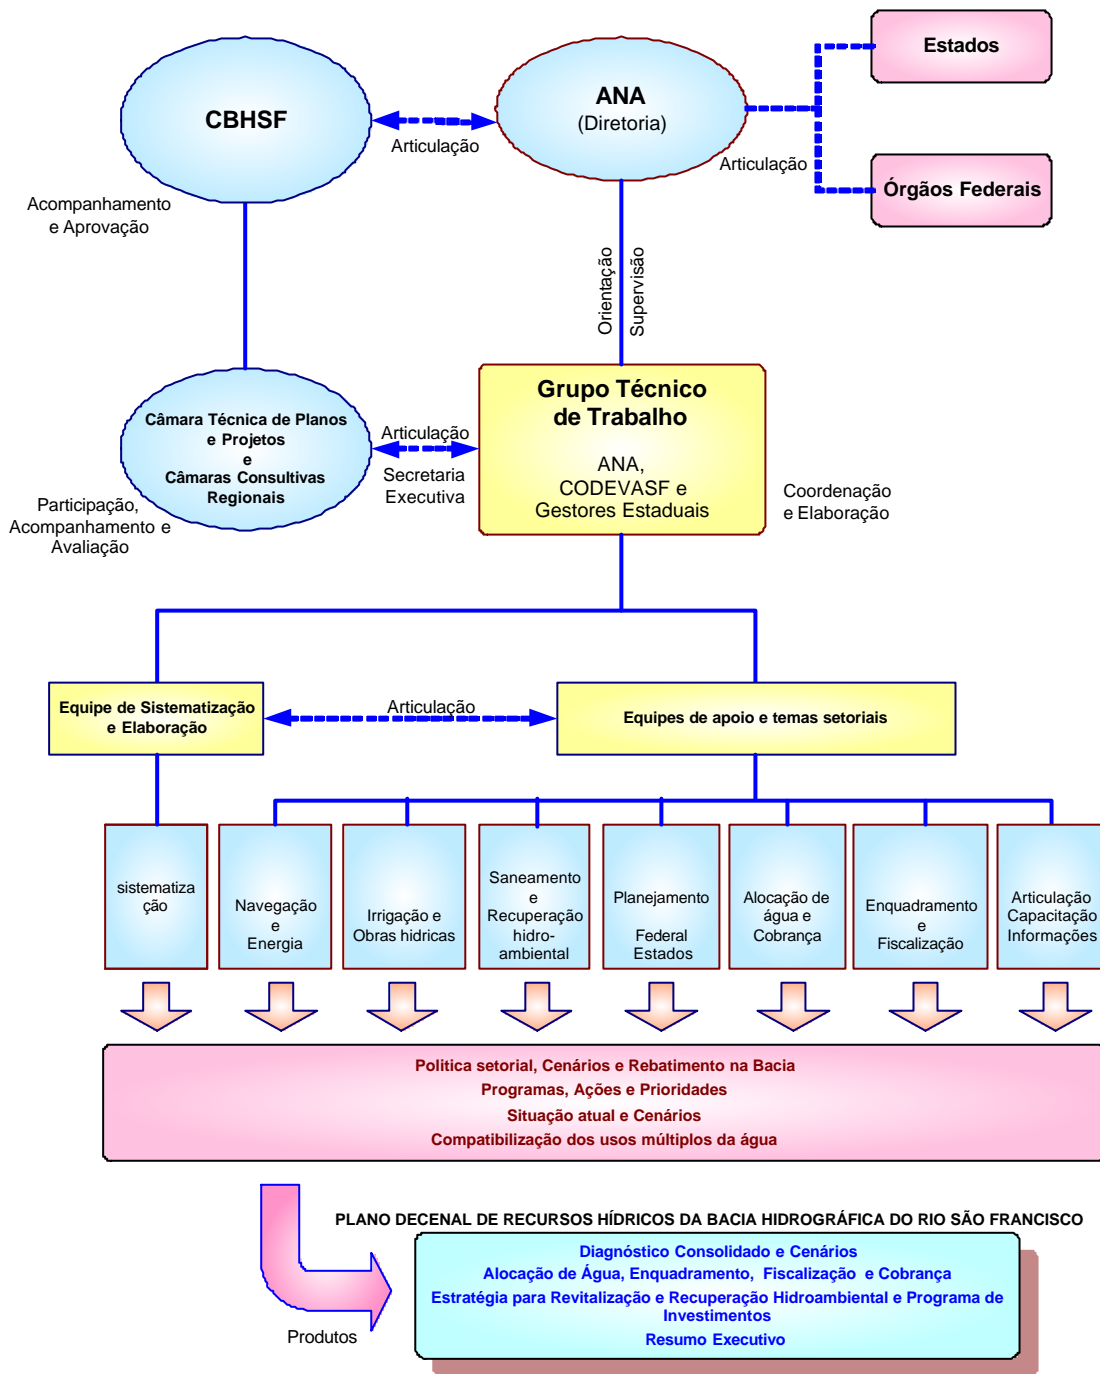 Estados
CBHSF
ANA
(Diretoria)
Articulação
Articulação
Órgãos Federais
Acompanhamento
e Aprovação
Orientação
Supervisão
Grupo Técnico
de Trabalho
ANA,
CODEVASF e
Gestores Estaduais
Câmara Técnica de Planos
e Projetos
e
Câmaras Consultivas
Regionais
Articulação
Secretaria
Executiva
Coordenação
e Elaboração
Participação,
Acompanhamento e
Avaliação
Equipe de Sistematização
e Elaboração
Articulação
Equipes de apoio e temas setoriais
sistematiza
ção
Navegação
e
Energia
Irrigação e
Obras hidricas
Saneamento
e
Recuperação
hidro-
ambiental
Planejamento
Federal
Estados
Alocação de
água e
Cobrança
Enquadramento
e
Fiscalização
Articulação
Capacitação
Informações
Politica setorial, Cenários e Rebatimento na Bacia
Programas, Ações e Prioridades
Situação atual e Cenários
Compatibilização dos usos múltiplos da água
PLANO DECENAL DE RECURSOS HÍDRICOS DA BACIA HIDROGRÁFICA DO RIO SÃO FRANCISCO
Diagnóstico Consolidado e Cenários
Alocação de Água, Enquadramento, Fiscalização e Cobrança
Estratégia para Revitalização e Recuperação Hidroambiental e Programa de
Investimentos
Resumo Executivo
Produtos